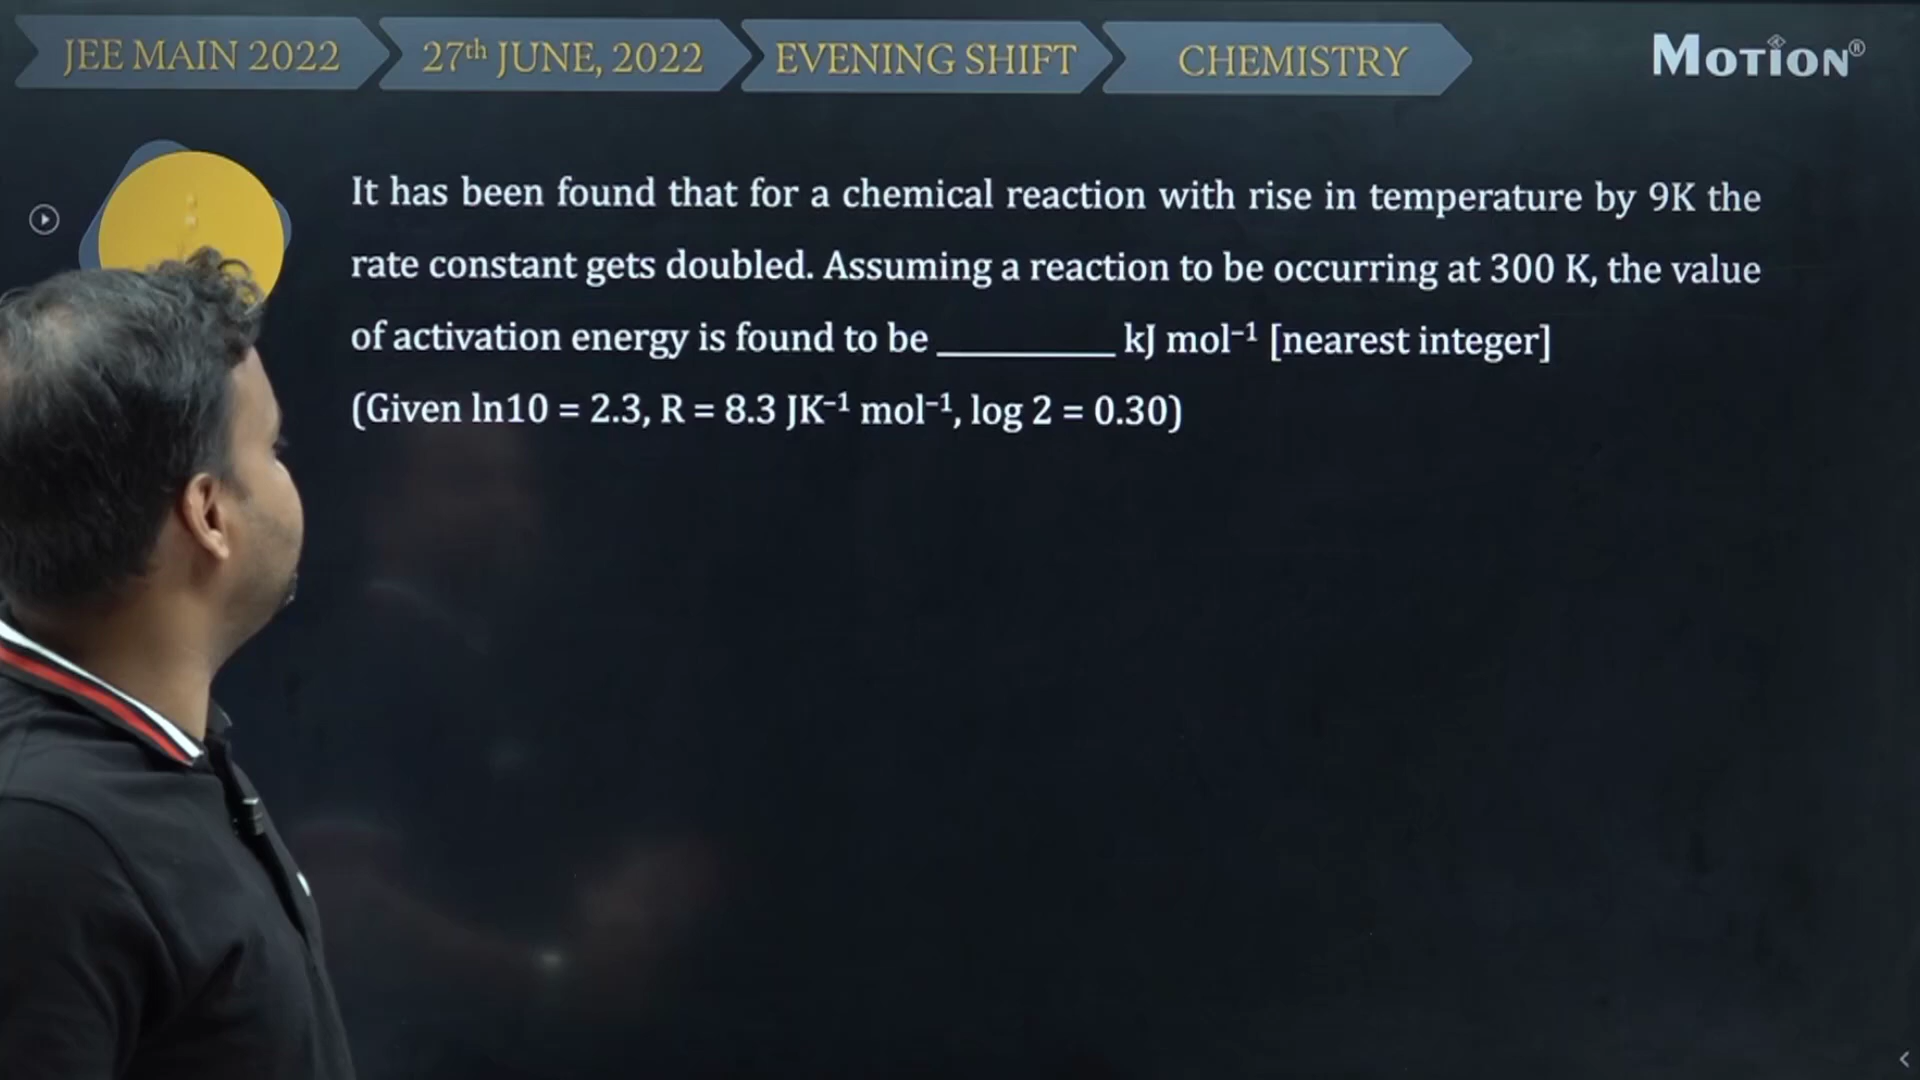 JEE MAIN 2022
27th JUNE, 2022
EVENING SHIFT
CHEMISTRY
MOTION®
It has been found that for a chemical reaction with rise in temperature by 9K the
rate constant gets doubled. Assuming a reaction to be occurring at 300 K, the value
of activation energy is found to be _________ kJ mol⁻¹ [nearest integer]
(Given ln10 = 2.3, R = 8.3 JK⁻¹ mol⁻¹, log 2 = 0.30)